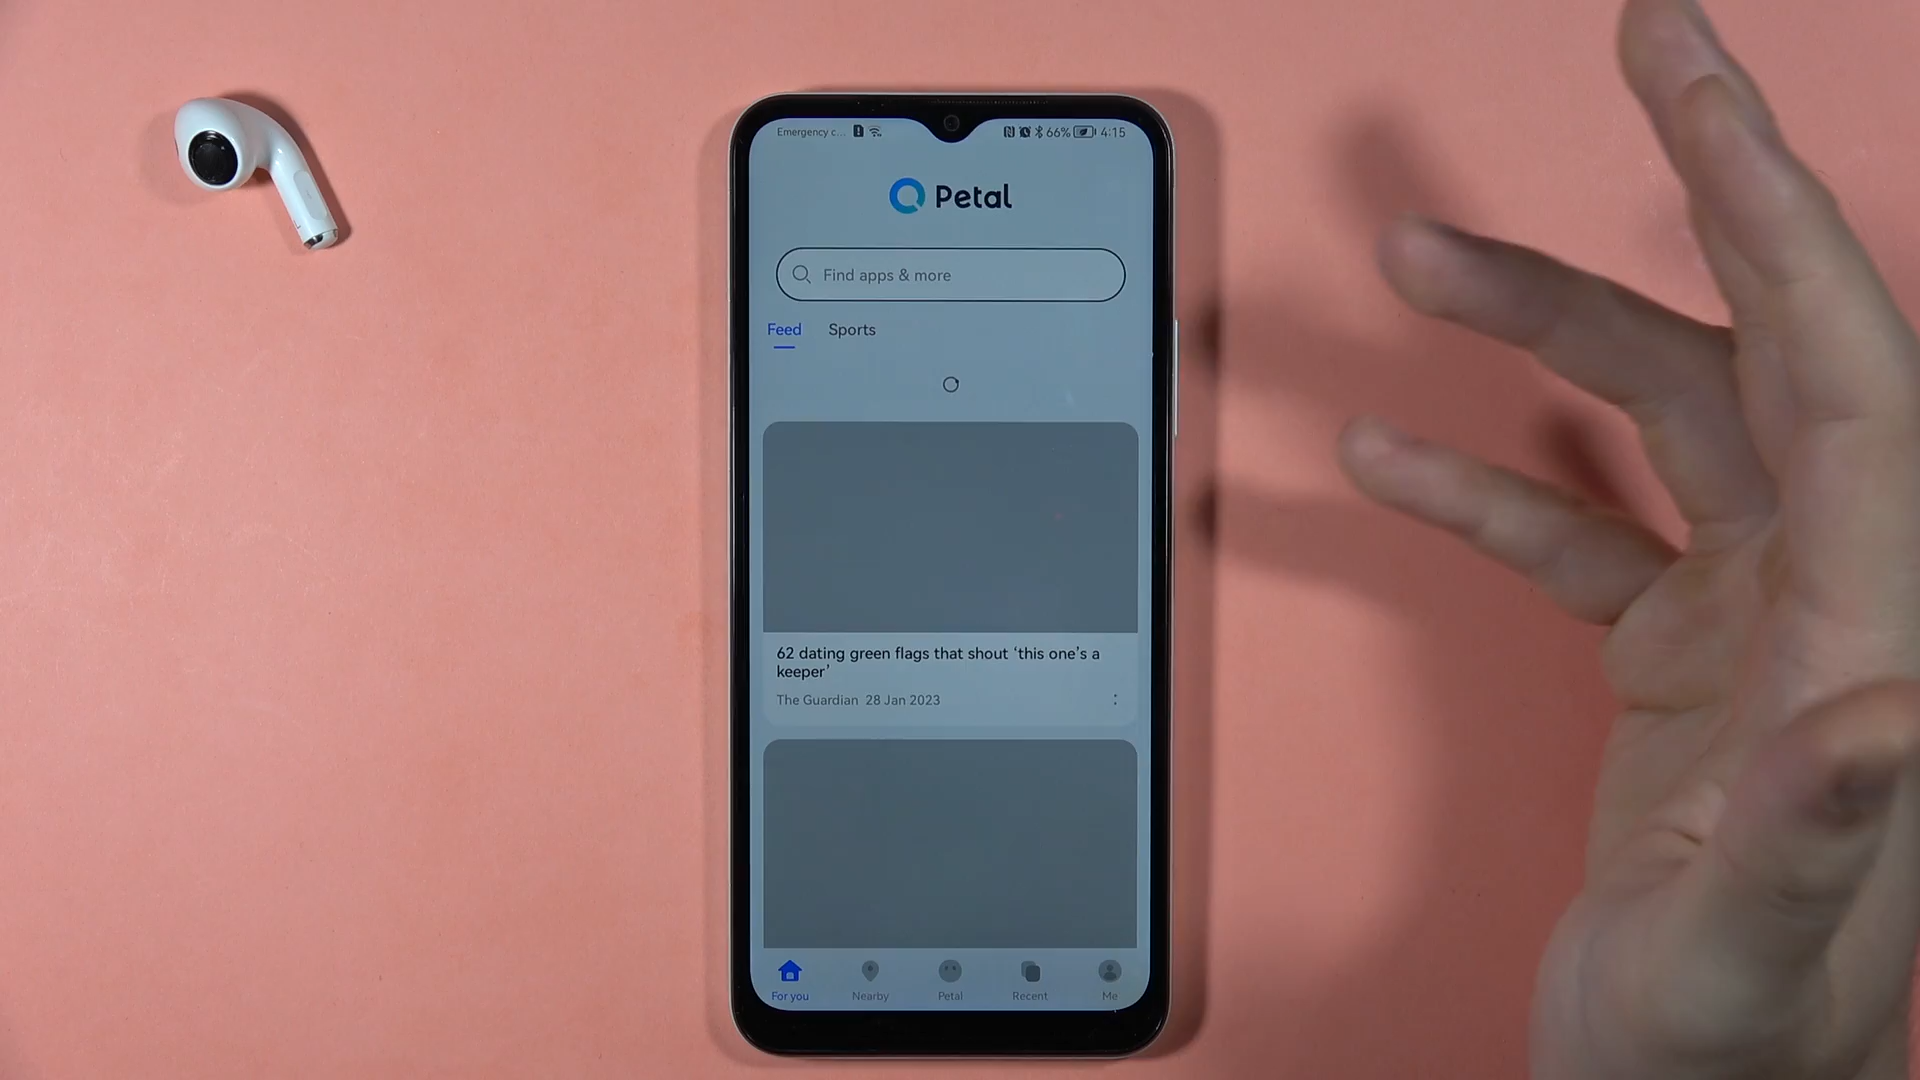 Emergency c... 66% 4:15
Petal
Find apps & more
Feed Sports
62 dating green flags that shout ‘this one’s a
keeper’
The Guardian 28 Jan 2023
For you Nearby Petal Recent Me